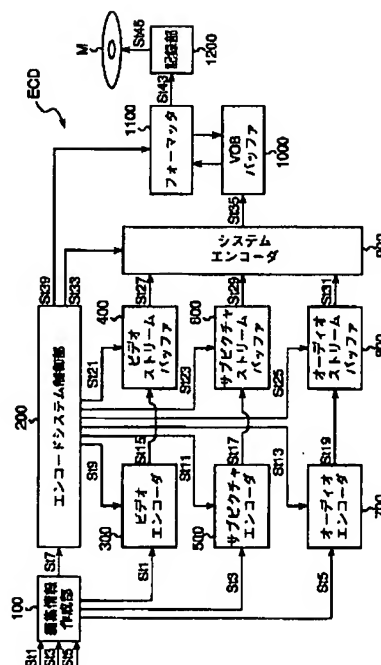 ECD
M
St45
1200
記録部
St43
1100
フォーマッタ
1000
VOB
バッファ
St35
St39
St33
システム
エンコーダ
200
エンコードシステム制御部
St21
400
St27
ビデオ
ストリーム
バッファ
St23
600
St29
サブピクチャ
ストリーム
バッファ
St25
St31
オーディオ
ストリーム
バッファ
St9
St15
300
ビデオ
エンコーダ
St11
St17
500
サブピクチャ
エンコーダ
St13
St19
700
オーディオ
エンコーダ
St7
100
編集情報
作成部
St1
St3
St5
St1
St3
St5